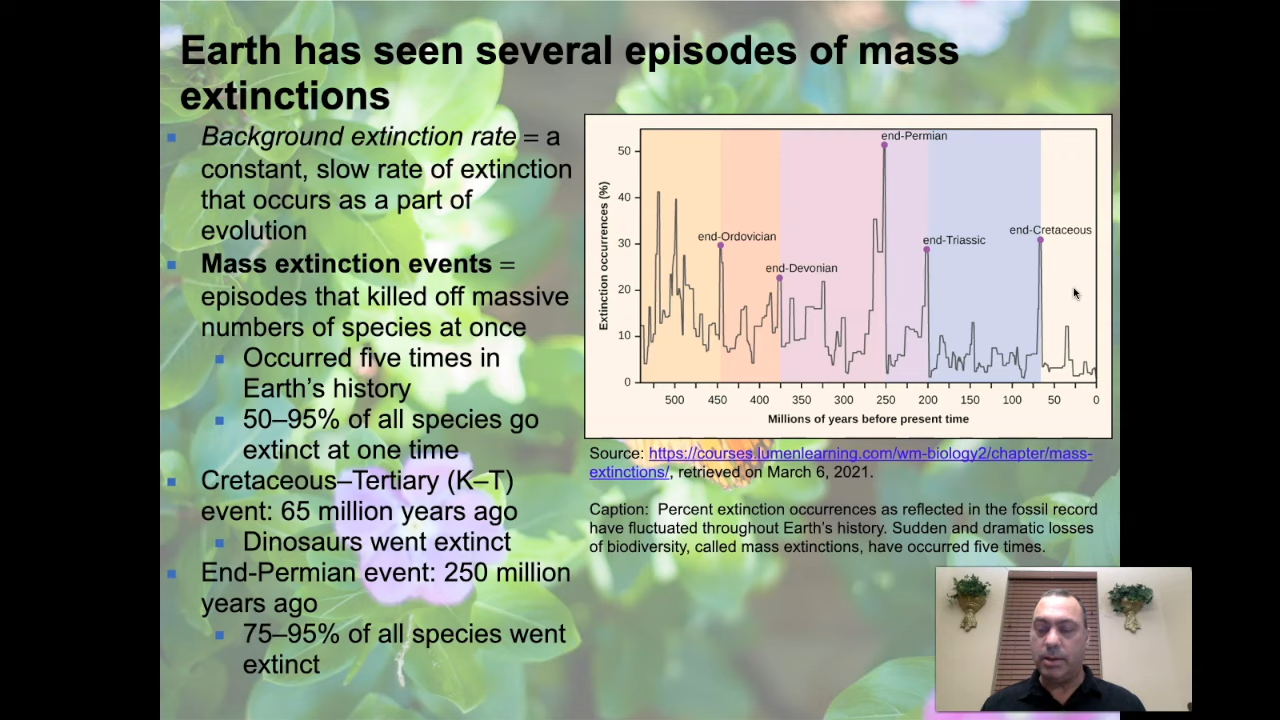 Earth has seen several episodes of mass
extinctions
Background extinction rate = a
constant, slow rate of extinction
that occurs as a part of
evolution
Mass extinction events =
episodes that killed off massive
numbers of species at once
Occurred five times in
Earth's history
50–95% of all species go
extinct at one time
Cretaceous–Tertiary (K–T)
event: 65 million years ago
Dinosaurs went extinct
End-Permian event: 250 million
years ago
75–95% of all species went
extinct
Extinction occurrences (%)
50
40
30
20
10
0
end-Ordovician
end-Devonian
end-Permian
end-Triassic
end-Cretaceous
500 450 400 350 300 250 200 150 100 50 0
Millions of years before present time
Source: https://courses.lumenlearning.com/wm-biology2/chapter/mass-
extinctions/, retrieved on March 6, 2021.
Caption: Percent extinction occurrences as reflected in the fossil record
have fluctuated throughout Earth's history. Sudden and dramatic losses
of biodiversity, called mass extinctions, have occurred five times.